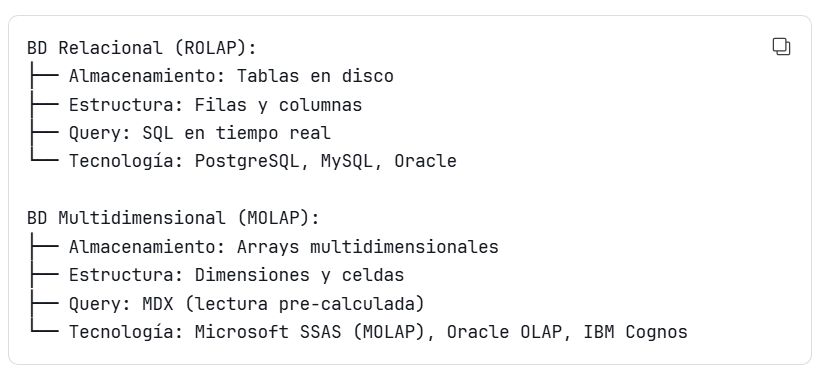 BD Relacional (ROLAP):
├── Almacenamiento: Tablas en disco
├── Estructura: Filas y columnas
├── Query: SQL en tiempo real
└── Tecnología: PostgreSQL, MySQL, Oracle

BD Multidimensional (MOLAP):
├── Almacenamiento: Arrays multidimensionales
├── Estructura: Dimensiones y celdas
├── Query: MDX (lectura pre-calculada)
└── Tecnología: Microsoft SSAS (MOLAP), Oracle OLAP, IBM Cognos